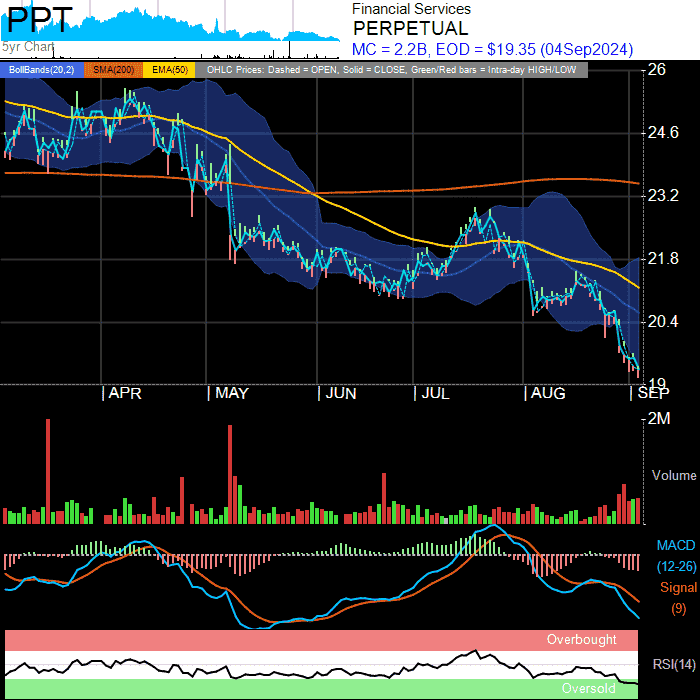 PPT
5yr Chart
Financial Services
PERPETUAL
MC = 2.2B, EOD = $19.35 (04Sep2024)
BollBands(20,2) SMA(200) EMA(50) OHLC Prices: Dashed = OPEN, Solid = CLOSE, Green/Red bars = Intra-day HIGH/LOW
26
24.6
23.2
21.8
20.4
19
APR MAY JUN JUL AUG SEP
2M
Volume
MACD
(12-26)
Signal
(9)
Overbought
RSI(14)
Oversold